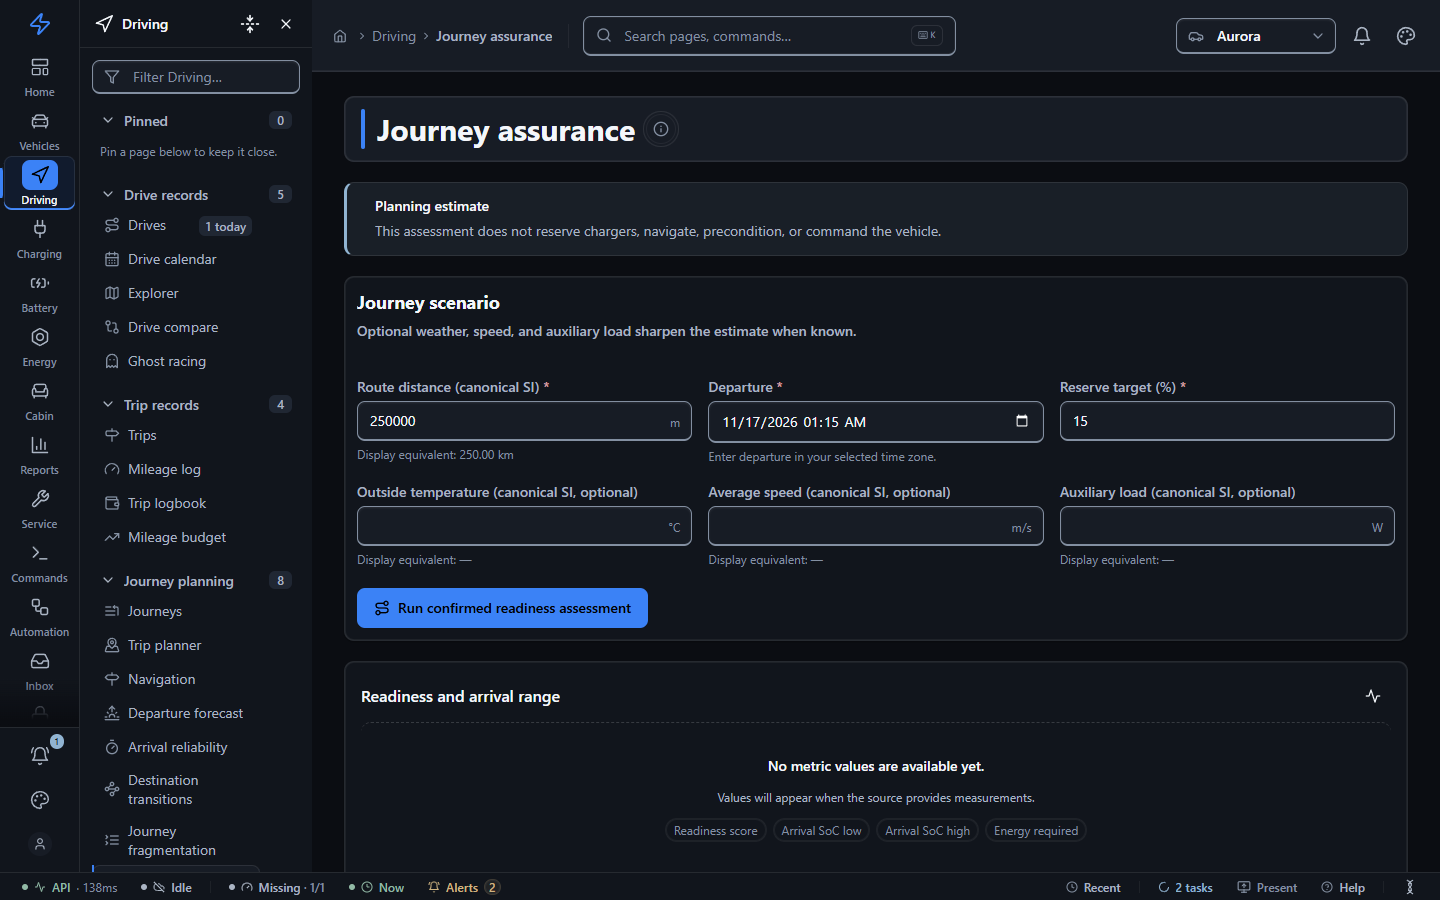 Home
Vehicles
Driving
Charging
Battery
Energy
Cabin
Reports
Service
Commands
Automation
Inbox
1
Driving
Filter Driving...
Pinned 0
Pin a page below to keep it close.
Drive records 5
Drives 1 today
Drive calendar
Explorer
Drive compare
Ghost racing
Trip records 4
Trips
Mileage log
Trip logbook
Mileage budget
Journey planning 8
Journeys
Trip planner
Navigation
Departure forecast
Arrival reliability
Destination
transitions
Journey
fragmentation
Driving Journey assurance
Search pages, commands... K
Aurora
Journey assurance
Planning estimate
This assessment does not reserve chargers, navigate, precondition, or command the vehicle.
Journey scenario
Optional weather, speed, and auxiliary load sharpen the estimate when known.
Route distance (canonical SI) * Departure * Reserve target (%) *
250000 m 11/17/2026 01:15 AM 15
Display equivalent: 250.00 km Enter departure in your selected time zone.
Outside temperature (canonical SI, optional) Average speed (canonical SI, optional) Auxiliary load (canonical SI, optional)
°C m/s W
Display equivalent: — Display equivalent: — Display equivalent: —
Run confirmed readiness assessment
Readiness and arrival range
No metric values are available yet.
Values will appear when the source provides measurements.
Readiness score Arrival SoC low Arrival SoC high Energy required
API · 138ms Idle Missing · 1/1 Now Alerts 2 Recent 2 tasks Present Help